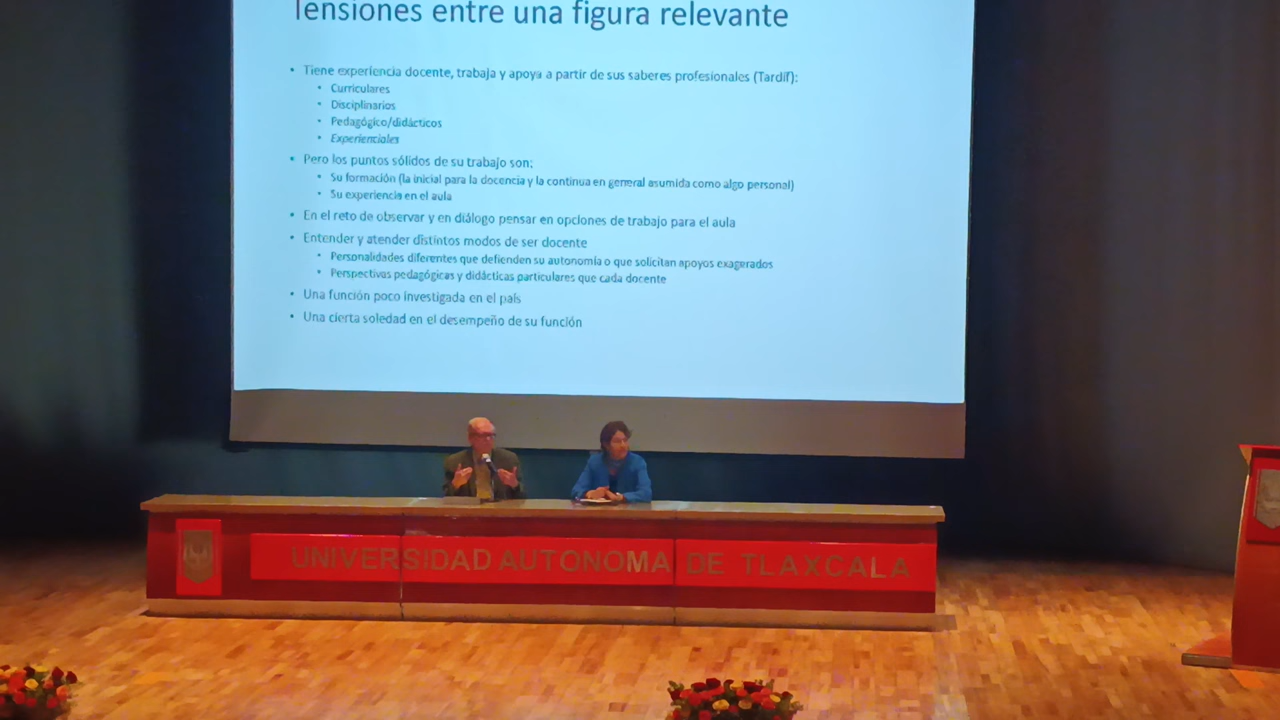 Tensiones entre una figura relevante
• Tiene experiencia docente, trabaja y apoya a partir de sus saberes profesionales (Tardif):
• Curriculares
• Disciplinarios
• Pedagógico/didácticos
• Experienciales
• Pero los puntos sólidos de su trabajo son:
• Su formación (la inicial para la docencia y la continua en general asumida como algo personal)
• Su experiencia en el aula
• En el reto de observar y en diálogo pensar en opciones de trabajo para el aula
• Entender y atender distintos modos de ser docente
• Personalidades diferentes que defienden su autonomía o que solicitan apoyos exagerados
• Perspectivas pedagógicas y didácticas particulares que cada docente
• Una función poco investigada en el país
• Una cierta soledad en el desempeño de su función
UNIVERSIDAD AUTONOMA DE TLAXCALA